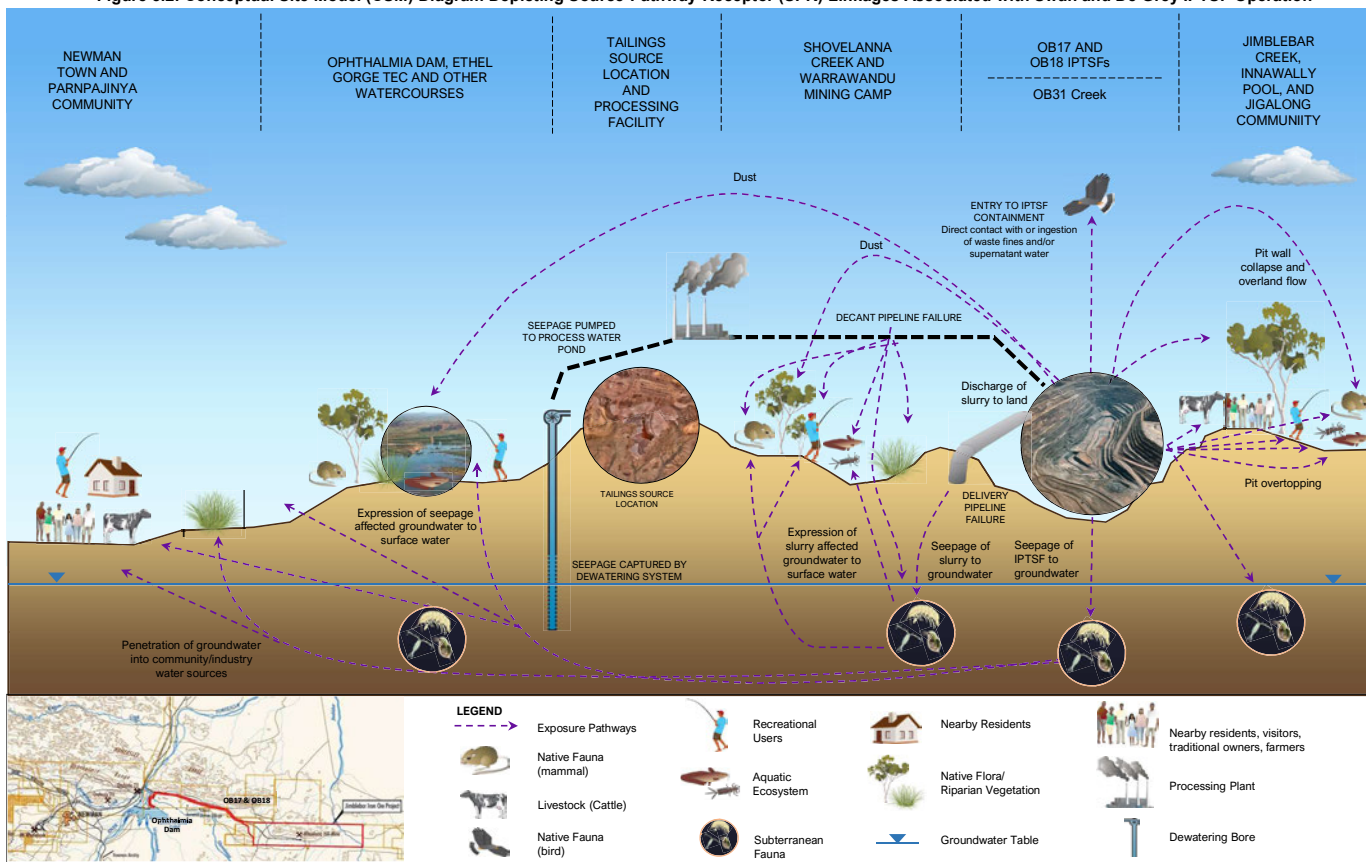 NEWMAN
TOWN AND
PARNPAJINYA
COMMUNITY
OPHTHALMIA DAM, ETHEL
GORGE TEC AND OTHER
WATERCOURSES
TAILINGS
SOURCE
LOCATION
AND
PROCESSING
FACILITY
SHOVELANNA
CREEK AND
WARRAWANDU
MINING CAMP
OB17 AND
OB18 IPTSFs
OB31 Creek
JIMBLEBAR
CREEK,
INNAWALLY
POOL, AND
JIGALONG
COMMUNIITY
Dust
ENTRY TO IPTSF
CONTAINMENT
Direct contact with or ingestion
of waste fines and/or
supernatant water
Dust
Pit wall
collapse and
overland flow
SEEPAGE PUMPED
TO PROCESS WATER
POND
DECANT PIPELINE FAILURE
Discharge of
slurry to land
TAILINGS SOURCE
LOCATION
DELIVERY
PIPELINE
FAILURE
Pit overtopping
Expression of seepage
affected groundwater to
surface water
SEEPAGE CAPTURED BY
DEWATERING SYSTEM
Expression of
slurry affected
groundwater to
surface water
Seepage of
slurry to
groundwater
Seepage of
IPTSF to
groundwater
Penetration of groundwater
into community/industry
water sources
LEGEND
Exposure Pathways
Native Fauna
(mammal)
Livestock (Cattle)
Native Fauna
(bird)
Recreational
Users
Aquatic
Ecosystem
Subterranean
Fauna
Nearby Residents
Native Flora/
Riparian Vegetation
Groundwater Table
Nearby residents, visitors,
traditional owners, farmers
Processing Plant
Dewatering Bore
OB17 & OB18
Ophthalmia
Dam